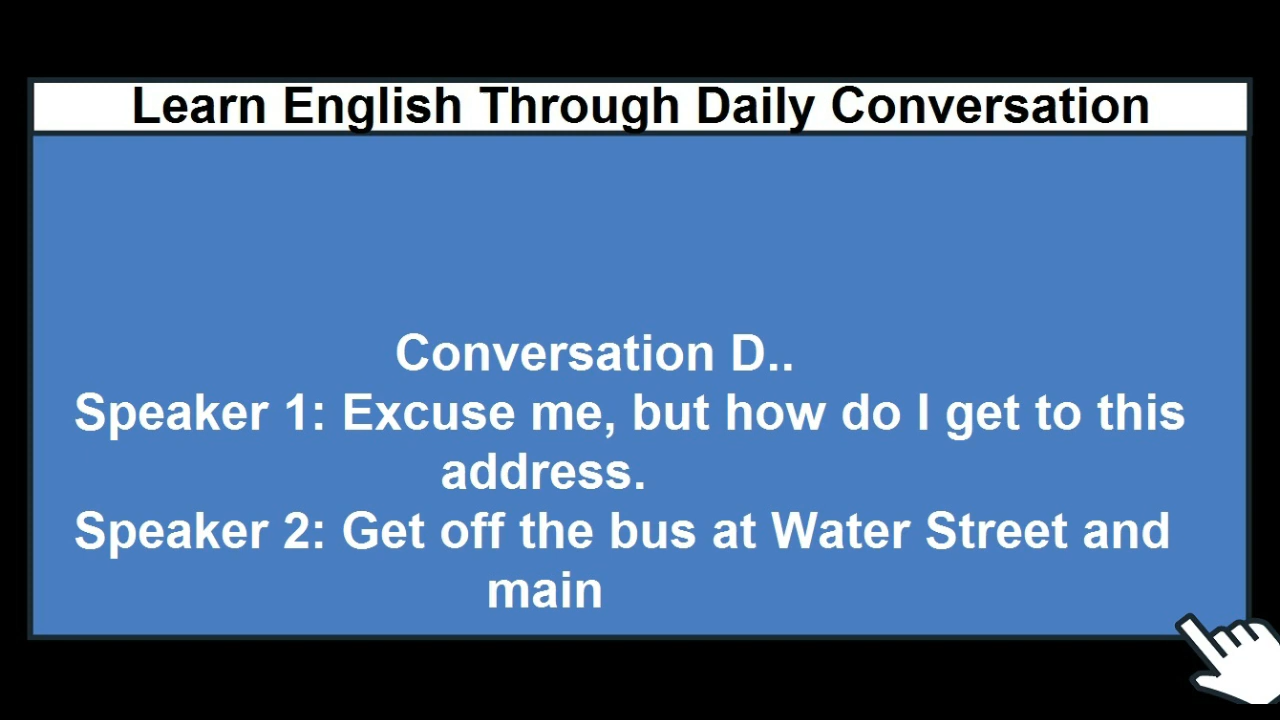 Learn English Through Daily Conversation
Conversation D..
Speaker 1: Excuse me, but how do I get to this
address.
Speaker 2: Get off the bus at Water Street and
main